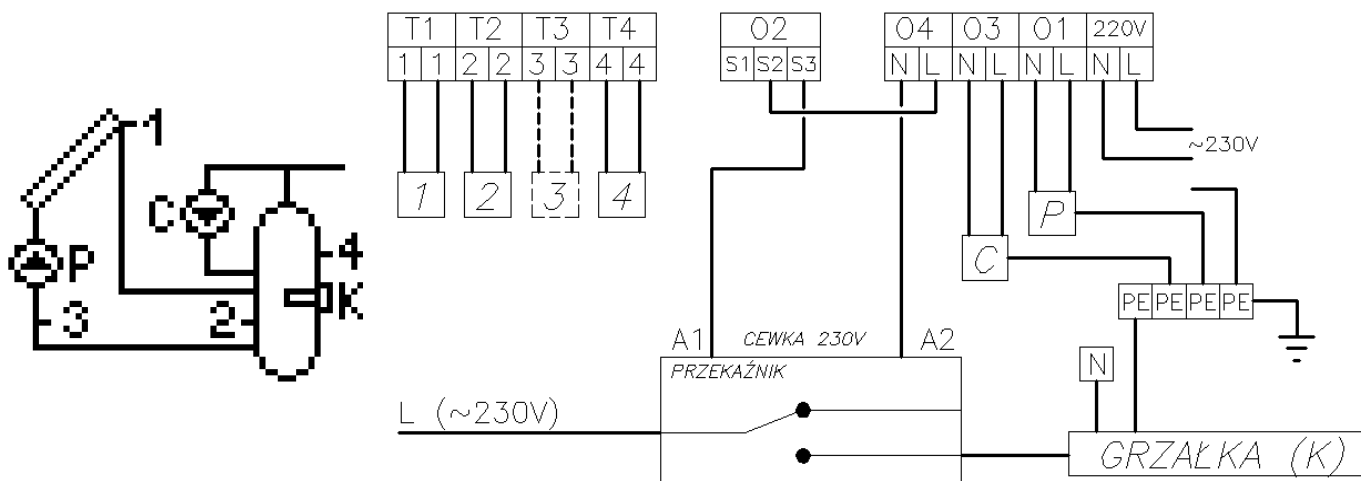 T1 T2 T3 T4 O2 O4 O3 O1 220V
1 1 2 2 3 3 4 4 S1 S2 S3 N L N L N L N L
1
~230V
C
1 2 3 4
P
4
P
C
K
3
2
PE PE PE PE
A1 CEWKA 230V A2
PRZEKAŹNIK
N
L (~230V)
GRZAŁKA (K)